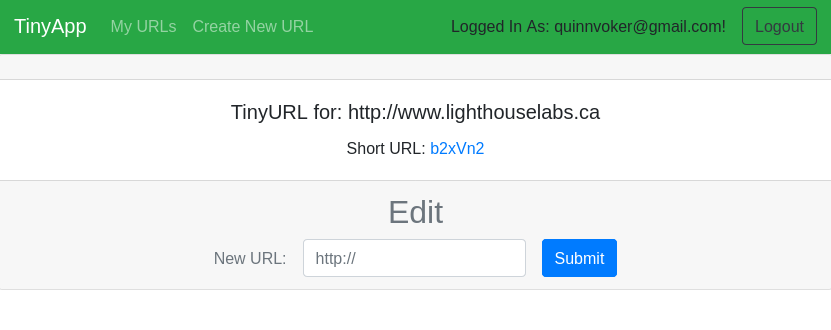 TinyApp My URLs Create New URL Logged In As: quinnvoker@gmail.com! Logout
TinyURL for: http://www.lighthouselabs.ca
Short URL: b2xVn2
Edit
New URL: http:// Submit